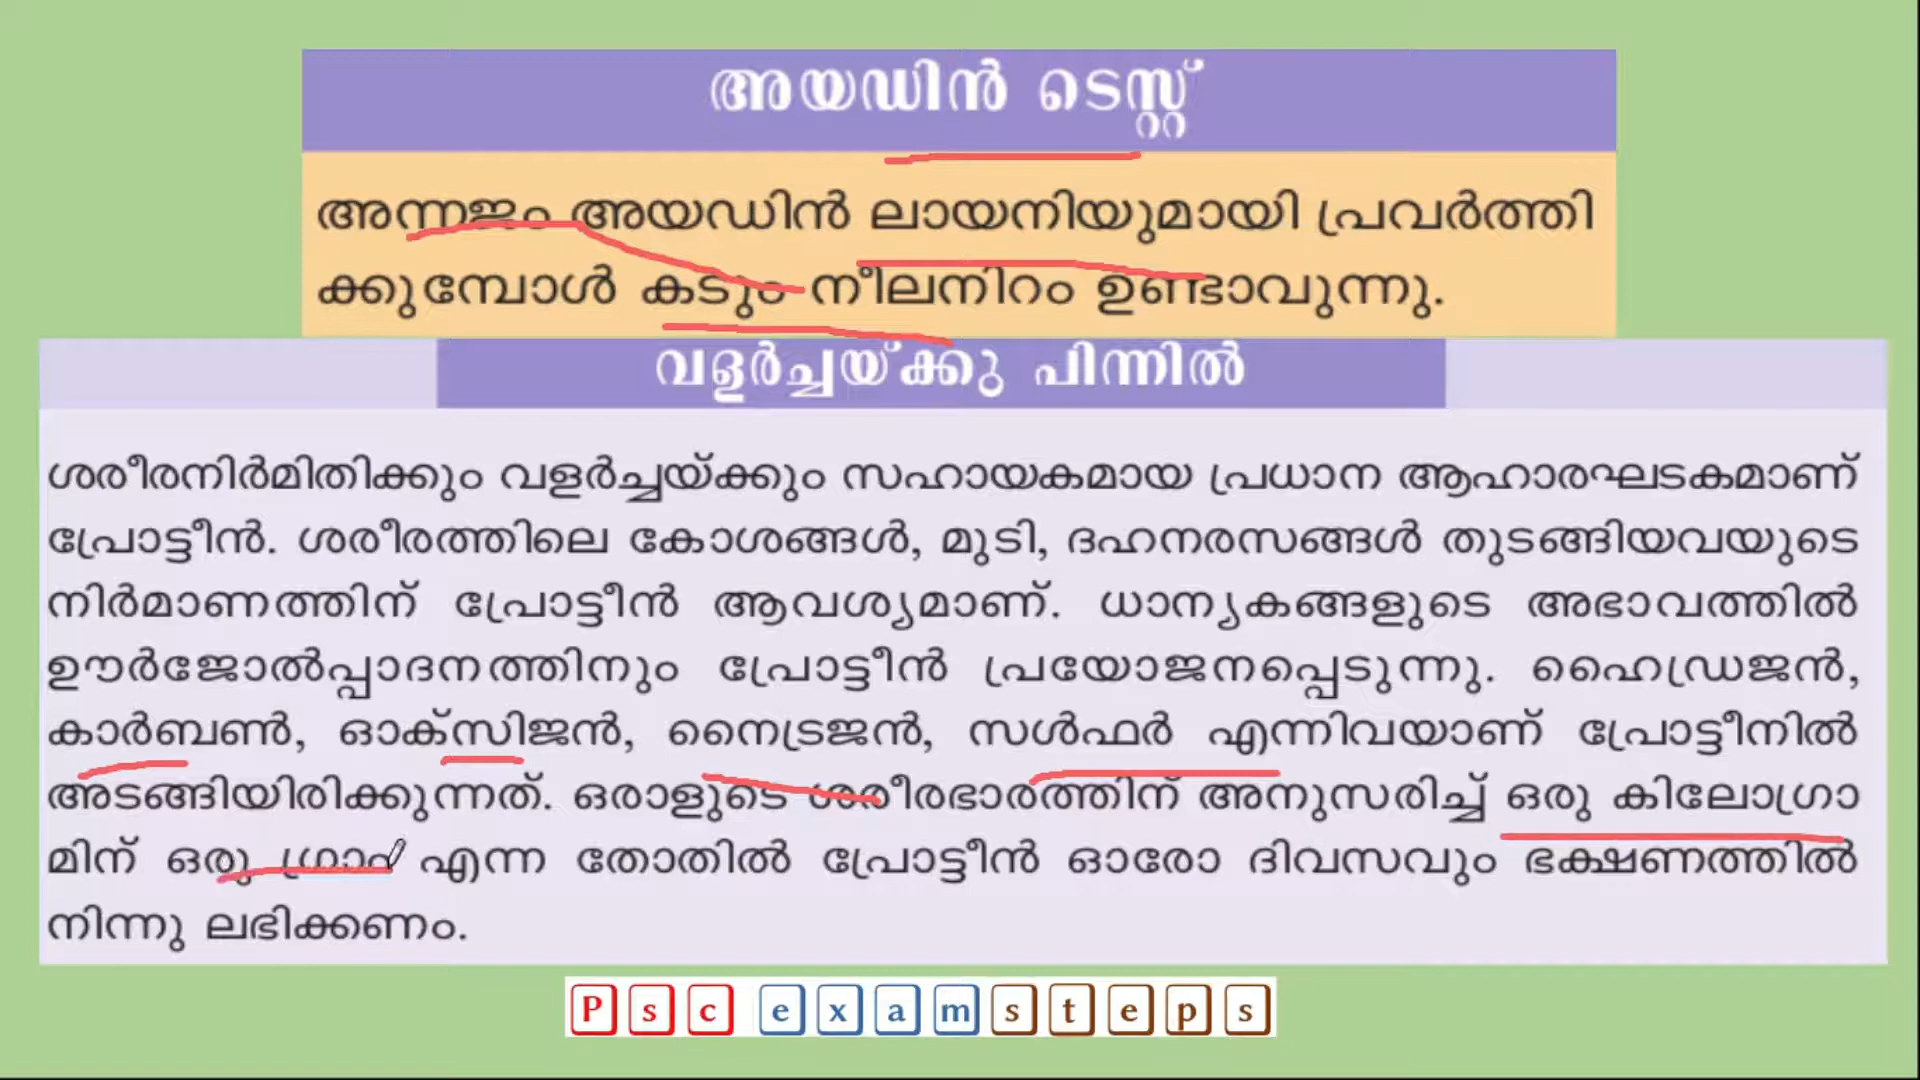 അയഡിൻ ടെസ്റ്റ്
അന്നജം അയഡിൻ ലായനിയുമായി പ്രവർത്തി
ക്കുമ്പോൾ കടും നീലനിറം ഉണ്ടാവുന്നു.
വളർച്ചയ്ക്കു പിന്നിൽ
ശരീരനിർമിതിക്കും വളർച്ചയ്ക്കും സഹായകമായ പ്രധാന ആഹാരഘടകമാണ്
പ്രോട്ടീൻ. ശരീരത്തിലെ കോശങ്ങൾ, മുടി, ദഹനരസങ്ങൾ തുടങ്ങിയവയുടെ
നിർമാണത്തിന് പ്രോട്ടീൻ ആവശ്യമാണ്. ധാന്യകങ്ങളുടെ അഭാവത്തിൽ
ഊർജോൽപ്പാദനത്തിനും പ്രോട്ടീൻ പ്രയോജനപ്പെടുന്നു. ഹൈഡ്രജൻ,
കാർബൺ, ഓക്സിജൻ, നൈട്രജൻ, സൾഫർ എന്നിവയാണ് പ്രോട്ടീനിൽ
അടങ്ങിയിരിക്കുന്നത്. ഒരാളുടെ ശരീരഭാരത്തിന് അനുസരിച്ച് ഒരു കിലോഗ്രാ
മിന് ഒരു ഗ്രാം എന്ന തോതിൽ പ്രോട്ടീൻ ഓരോ ദിവസവും ഭക്ഷണത്തിൽ
നിന്നു ലഭിക്കണം.
Psc examsteps